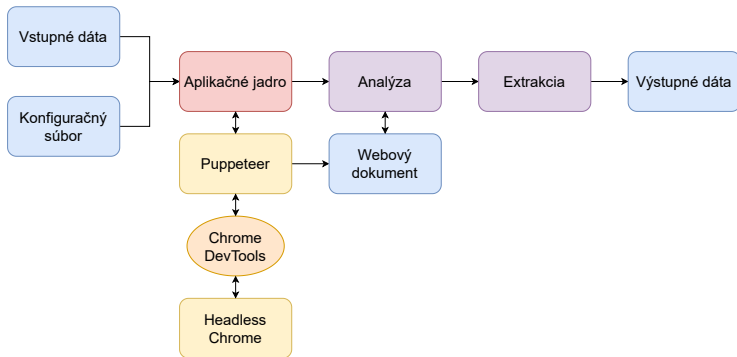 Vstupné dáta
Aplikačné jadro
Analýza
Extrakcia
Výstupné dáta
Konfiguračný
súbor
Puppeteer
Webový
dokument
Chrome
DevTools
Headless
Chrome